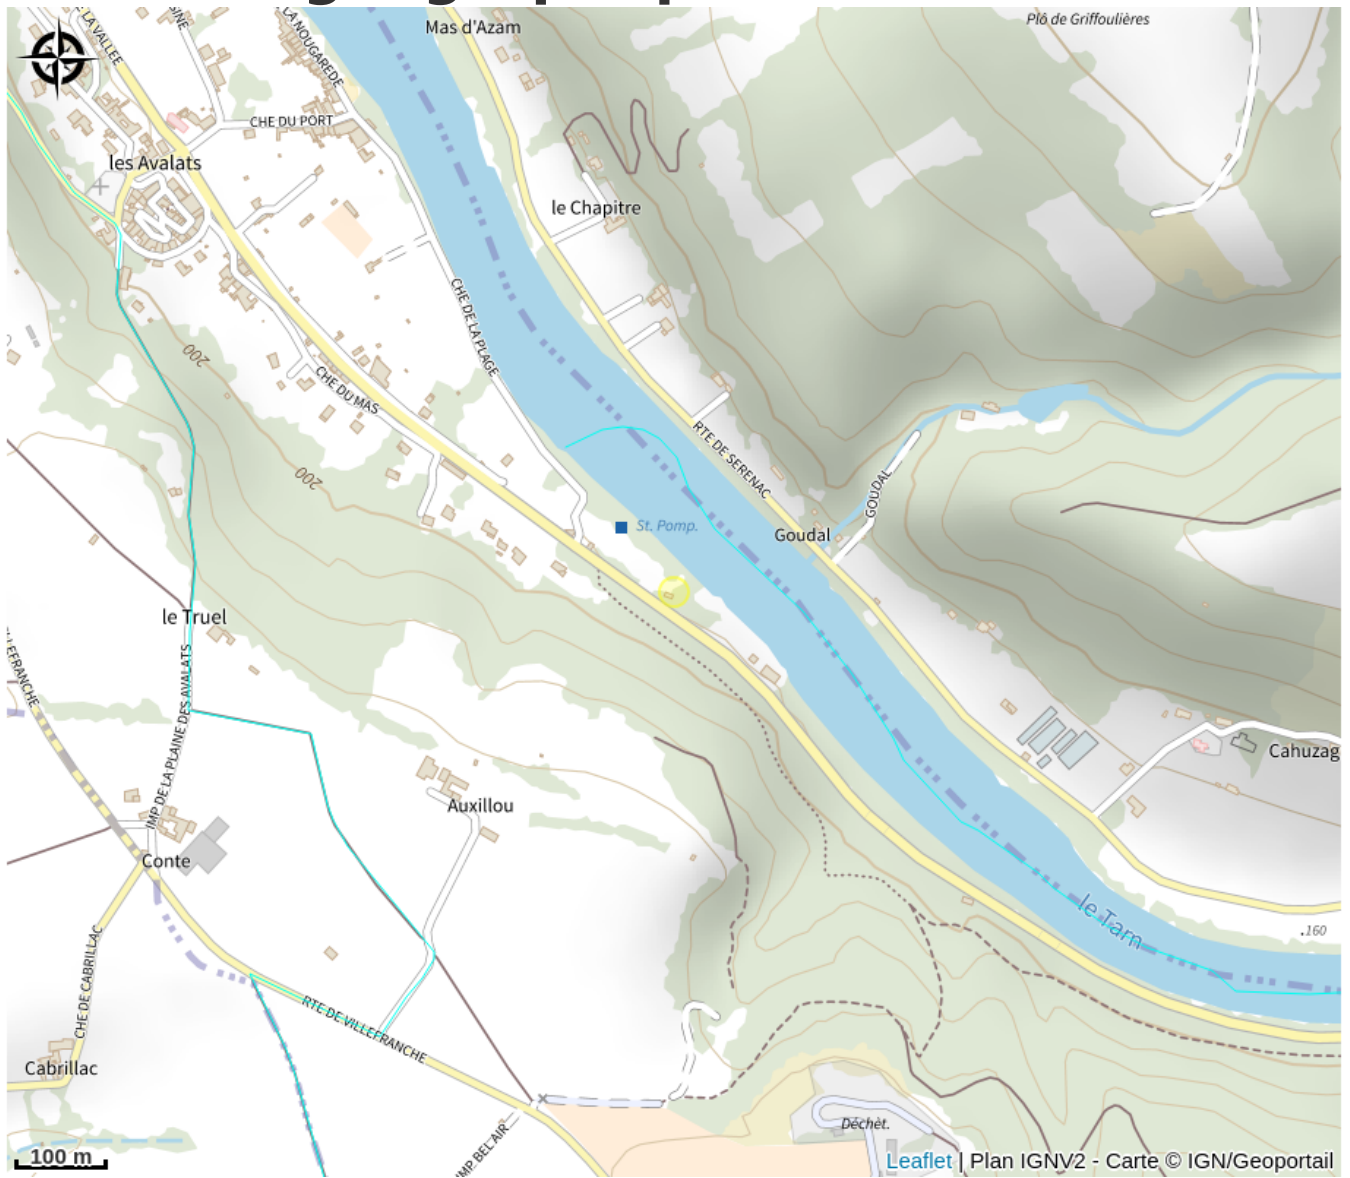 Mas d'Azam
Plô de Griffoulières
LA VALLEE
LA NOUGAREDE
CHE DU PORT
les Avalats
le Chapitre
CHE DE LA PLAGE
200
CHE DU MAS
200
RTE DE SERENAC
GOUDAL
St. Pomp.
Goudal
le Truel
LLEFRANCHE
IMP DE LA PLAINE DES AVALATS
Cahuzag
Auxillou
Conte
le Tarn
.160
CHE DE CABRILLAC
RTE DE VILLEFRANCHE
Cabrillac
Déchèt.
IMP BEL AIR
100 m
Leaflet | Plan IGNV2 - Carte © IGN/Geoportail